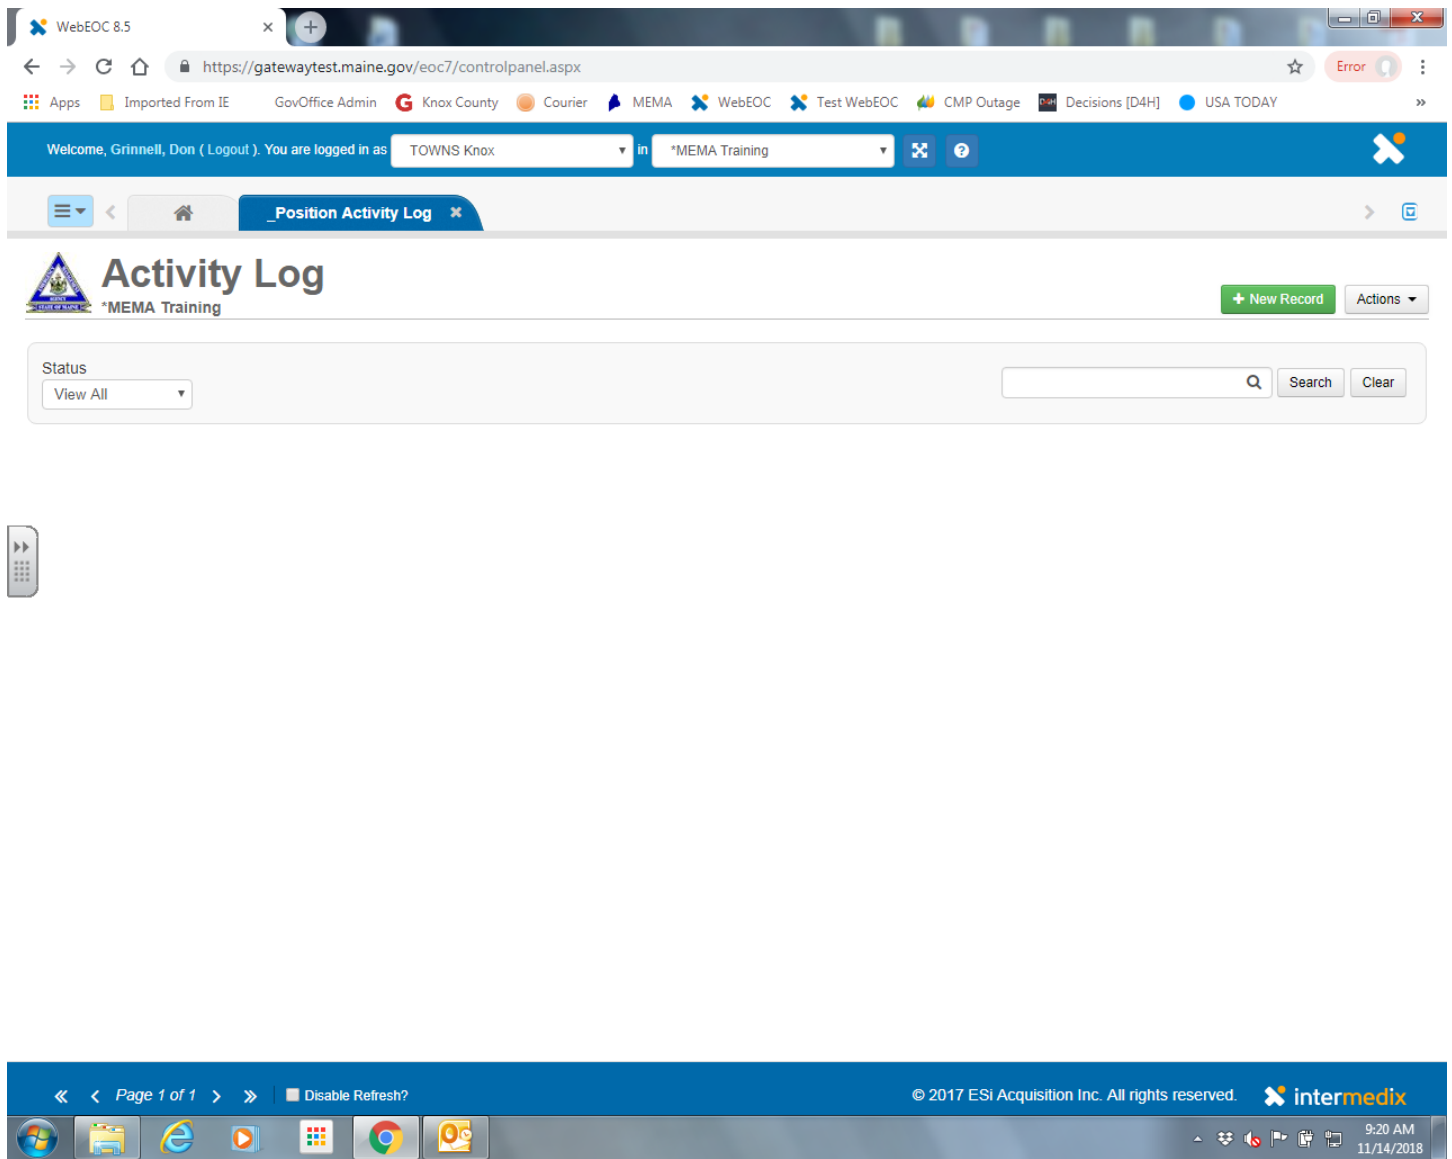 WebEOC 8.5
https://gatewaytest.maine.gov/eoc7/controlpanel.aspx Error
Apps Imported From IE GovOffice Admin Knox County Courier MEMA WebEOC Test WebEOC CMP Outage D4H Decisions [D4H] USA TODAY »
Welcome, Grinnell, Don ( Logout ). You are logged in as TOWNS Knox in *MEMA Training
_Position Activity Log
Activity Log
*MEMA Training
+ New Record Actions
Status
View All Search Clear
Page 1 of 1 Disable Refresh? © 2017 ESi Acquisition Inc. All rights reserved. intermedix
9:20 AM
11/14/2018